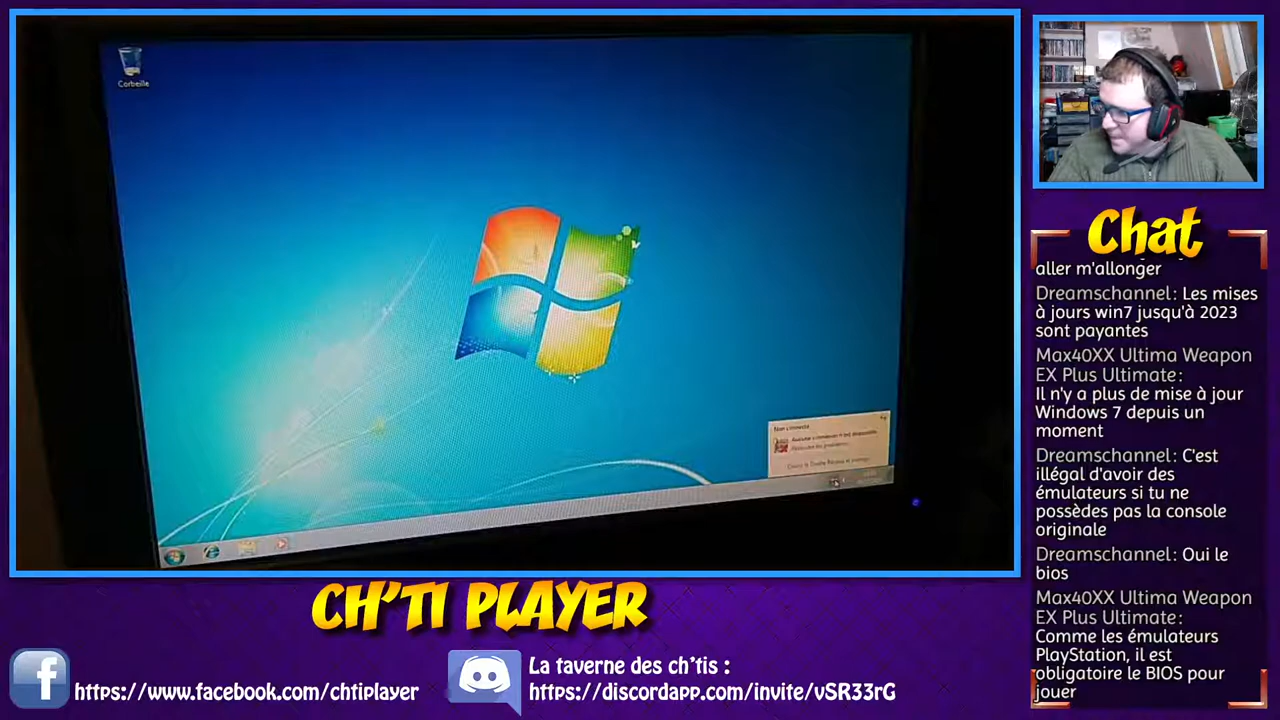 Corbeille
Chat
aller m'allonger
Dreamschannel: Les mises
à jours win7 jusqu'à 2023
sont payantes
Max40XX Ultima Weapon
EX Plus Ultimate:
Il n'y a plus de mise à jour
Windows 7 depuis un
moment
Dreamschannel: C'est
illégal d'avoir des
émulateurs si tu ne
possèdes pas la console
originale
Dreamschannel: Oui le
bios
Max40XX Ultima Weapon
EX Plus Ultimate:
Comme les émulateurs
PlayStation, il est
obligatoire le BIOS pour
jouer
CH'TI PLAYER
https://www.facebook.com/chtiplayer
La taverne des ch'tis :
https://discordapp.com/invite/vSR33rG